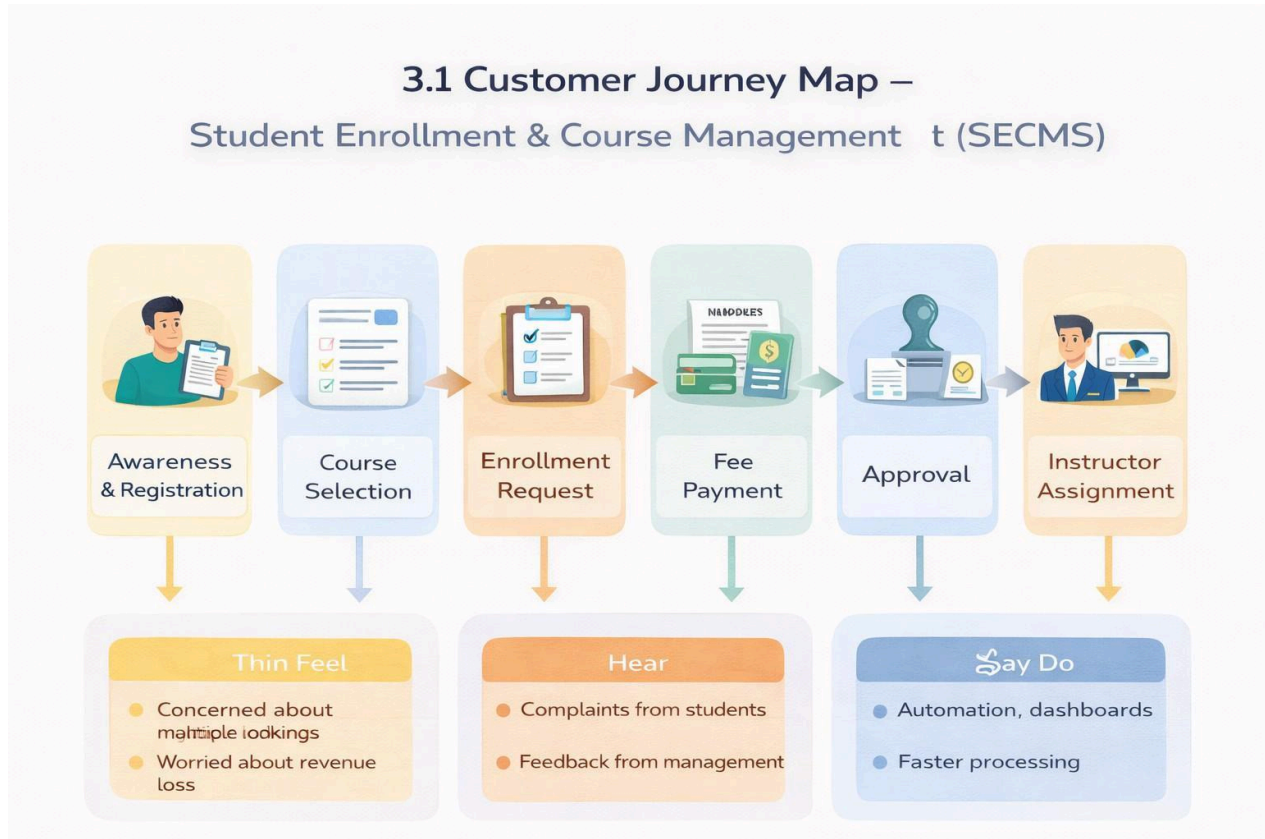 3.1 Customer Journey Map –
Student Enrollment & Course Management t (SECMS)
Awareness
& Registration
Course
Selection
Enrollment
Request
Fee
Payment
Approval
Instructor
Assignment
Thin Feel
Hear
Say Do
Concerned about
Worried about revenue
loss
Complaints from students
Feedback from management
Automation, dashboards
Faster processing